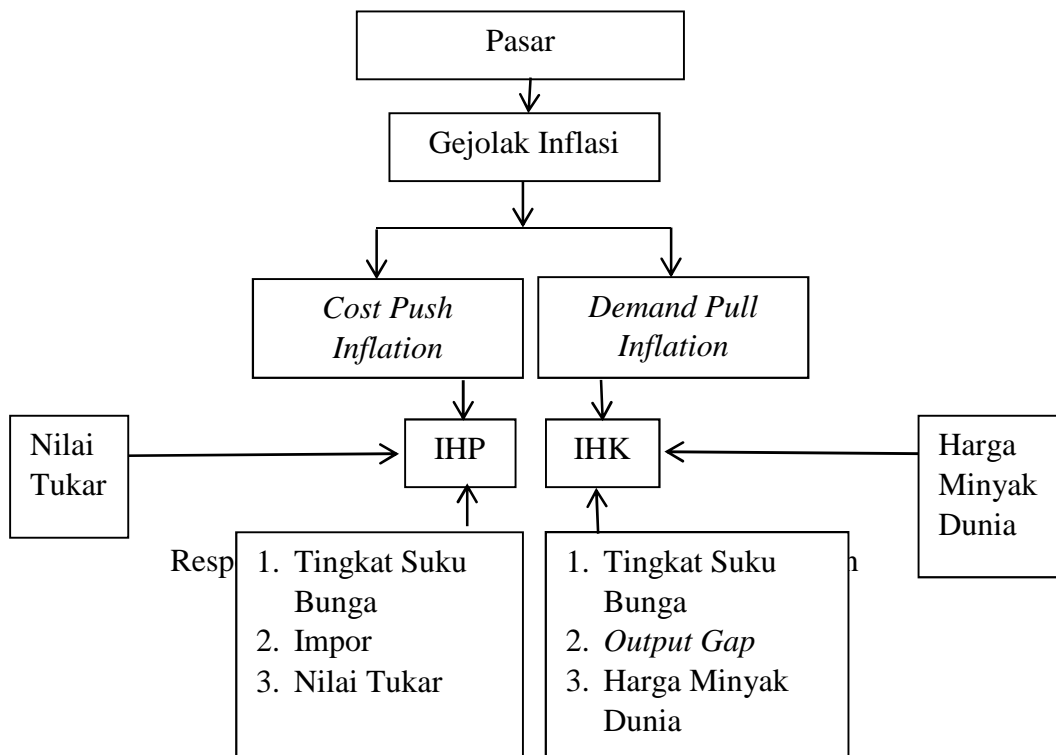 Pasar
Gejolak Inflasi
Cost Push
Inflation
Demand Pull
Inflation
Nilai
Tukar
IHP
IHK
Harga
Minyak
Dunia
1. Tingkat Suku
Bunga
2. Impor
3. Nilai Tukar
1. Tingkat Suku
Bunga
2. Output Gap
3. Harga Minyak
Dunia